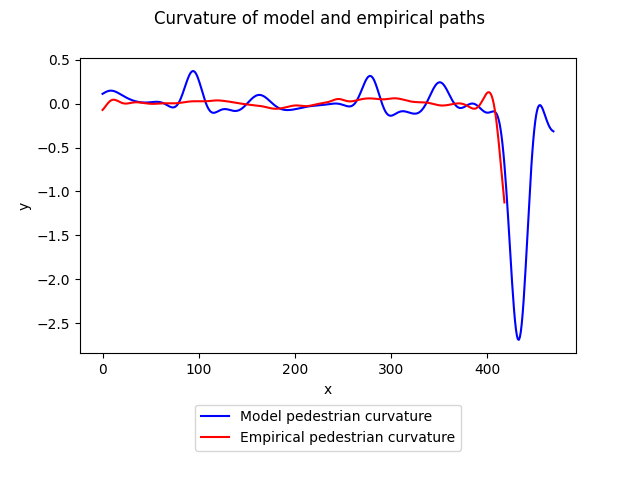 Curvature of model and empirical paths
0.5
0.0
−0.5
−1.0
−1.5
−2.0
−2.5
y
0 100 200 300 400
x
Model pedestrian curvature
Empirical pedestrian curvature